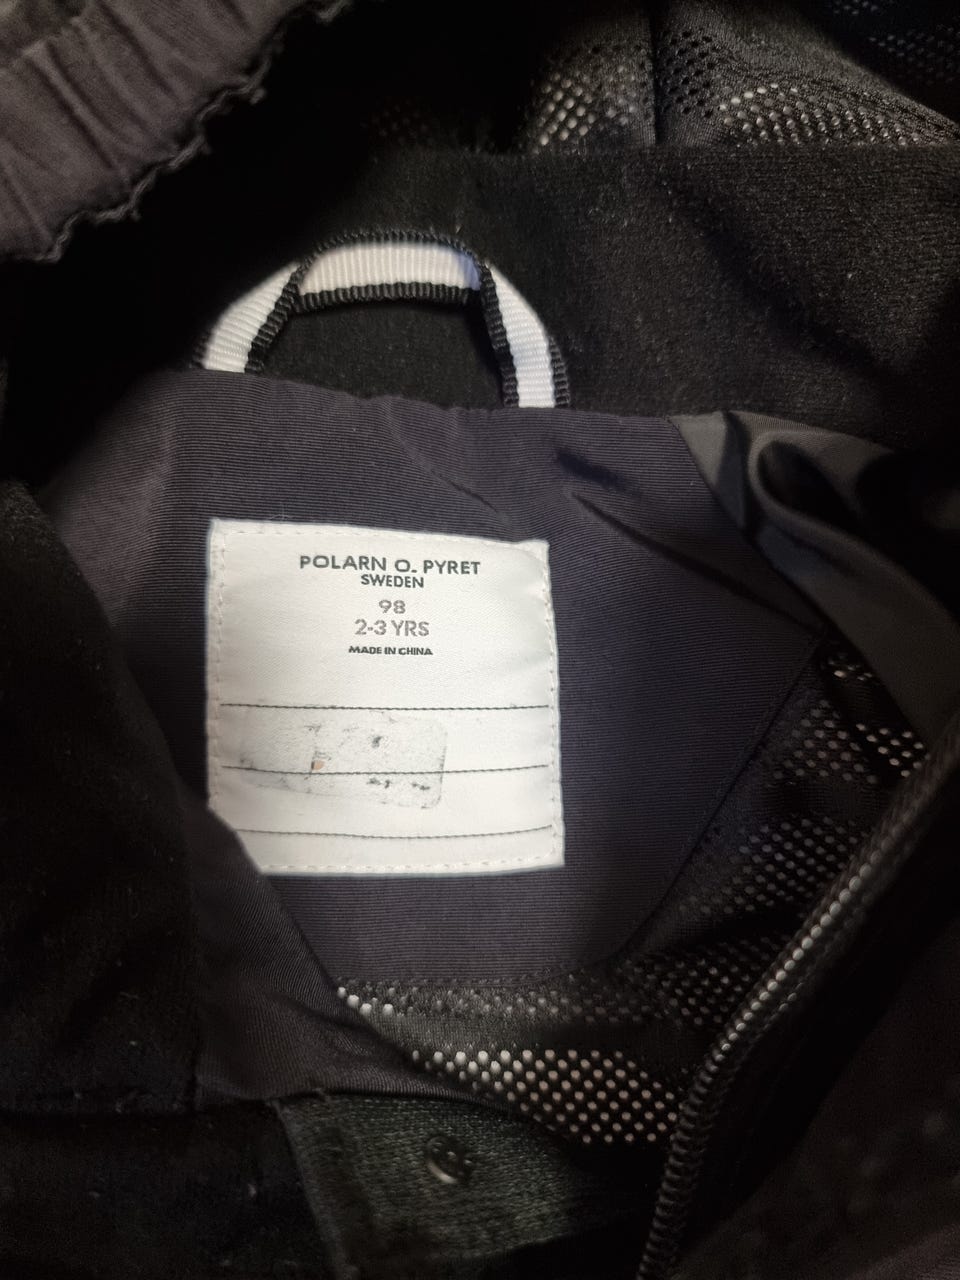 POLARN O. PYRET
SWEDEN
98
2-3 YRS
MADE IN CHINA